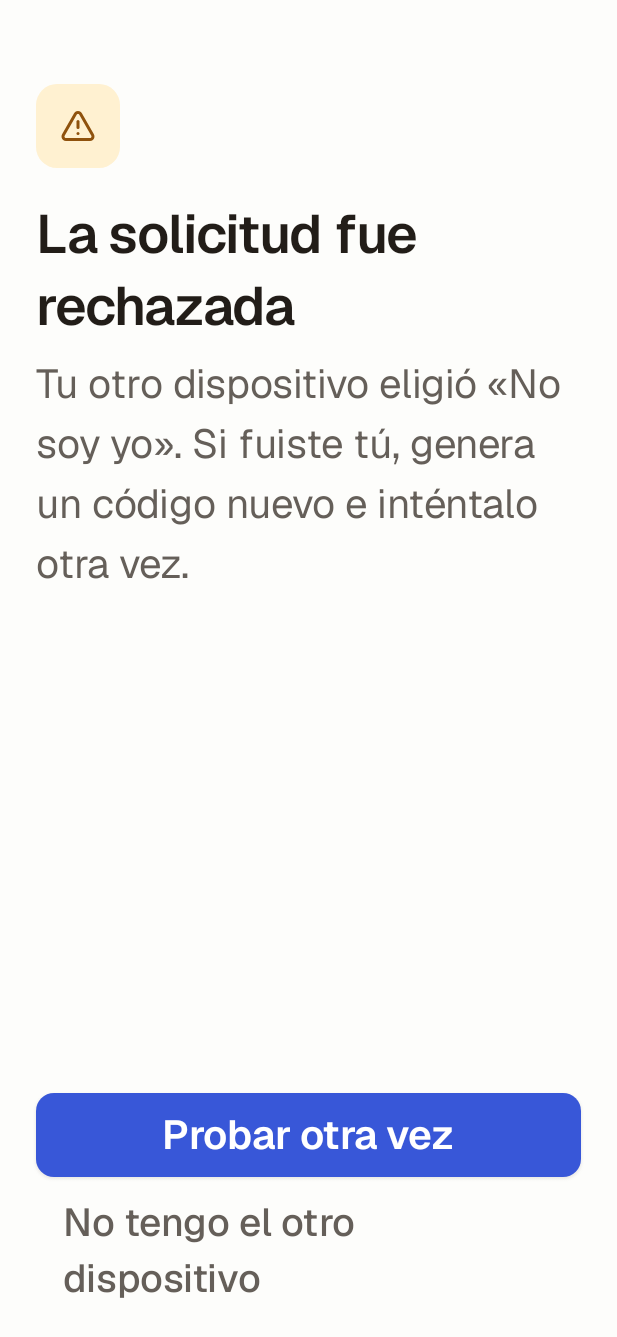 La solicitud fue
rechazada
Tu otro dispositivo eligió «No
soy yo». Si fuiste tú, genera
un código nuevo e inténtalo
otra vez.
Probar otra vez
No tengo el otro
dispositivo